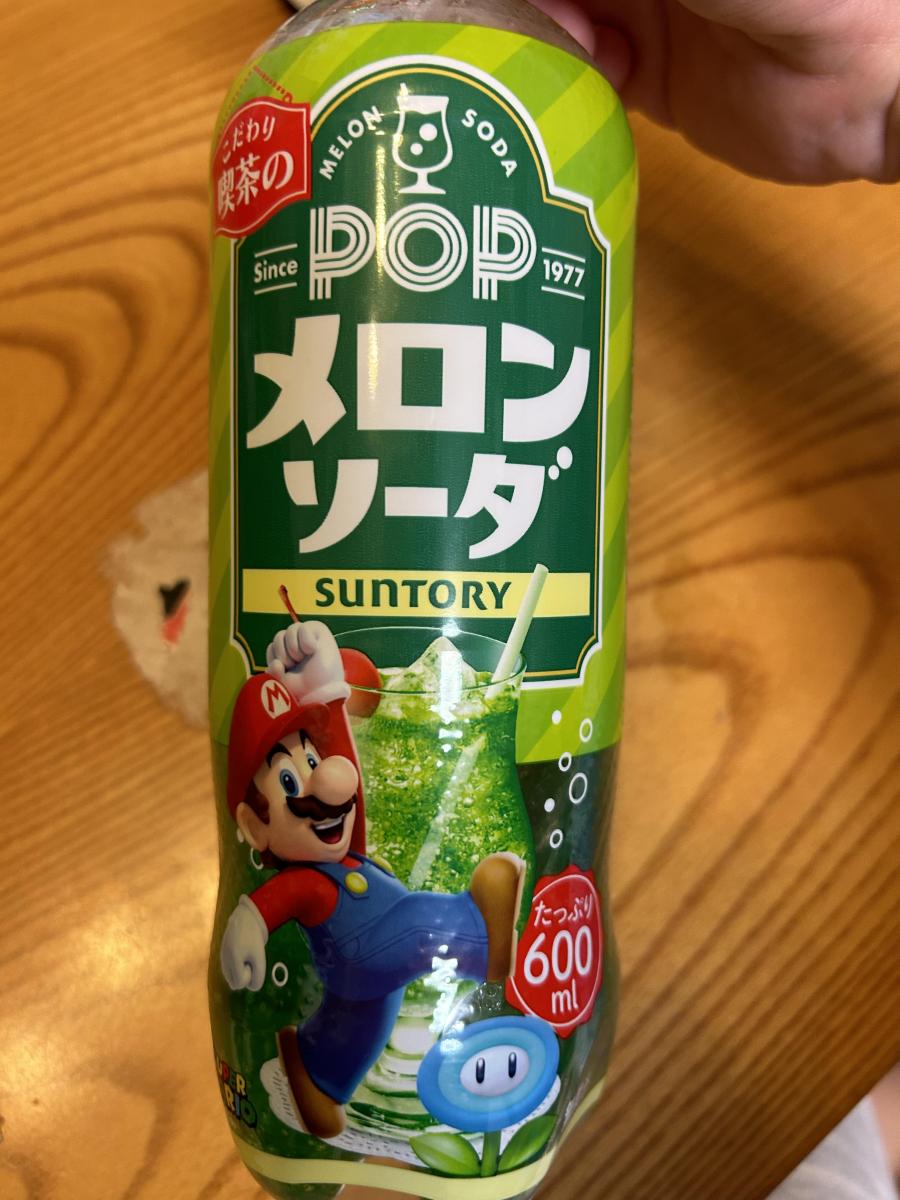 こだわり
喫茶の
MELON SODA
POP
Since 1977
メロン
ソーダ
SUNTORY
M
たっぷり
600
ml